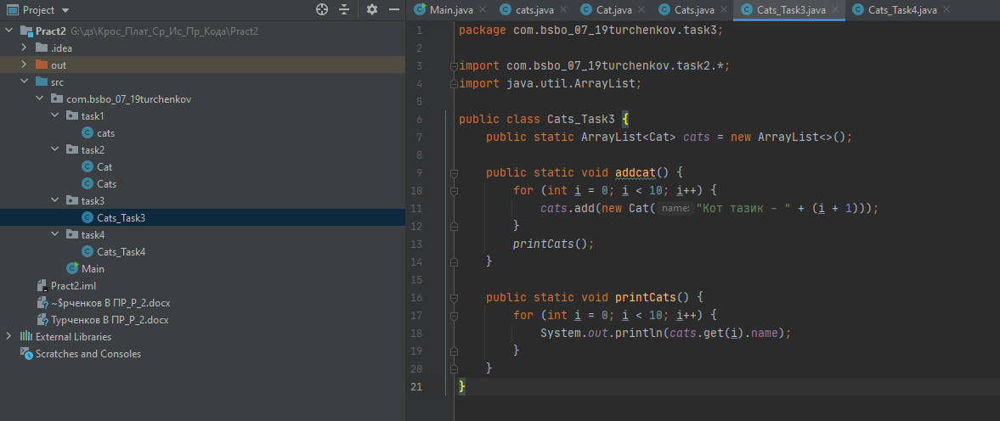 Project
Pract2 G:\дз\Крос_Плат_Ср_Ис_Пр_Кода\Pract2
.idea
out
src
com.bsbo_07_19turchenkov
task1
cats
task2
Cat
Cats
task3
Cats_Task3
task4
Cats_Task4
Main
Pract2.iml
~$рченков В ПР_Р_2.docx
Турченков В ПР_Р_2.docx
External Libraries
Scratches and Consoles
Main.java cats.java Cat.java Cats.java Cats_Task3.java Cats_Task4.java
1 package com.bsbo_07_19turchenkov.task3;
2
3 import com.bsbo_07_19turchenkov.task2.*;
4 import java.util.ArrayList;
5
6 public class Cats_Task3 {
7 public static ArrayList<Cat> cats = new ArrayList<>();
8
9 public static void addcat() {
10 for (int i = 0; i < 10; i++) {
11 cats.add(new Cat( name: "Кот тазик - " + (i + 1)));
12 }
13 printCats();
14 }
15
16 public static void printCats() {
17 for (int i = 0; i < 10; i++) {
18 System.out.println(cats.get(i).name);
19 }
20 }
21 }